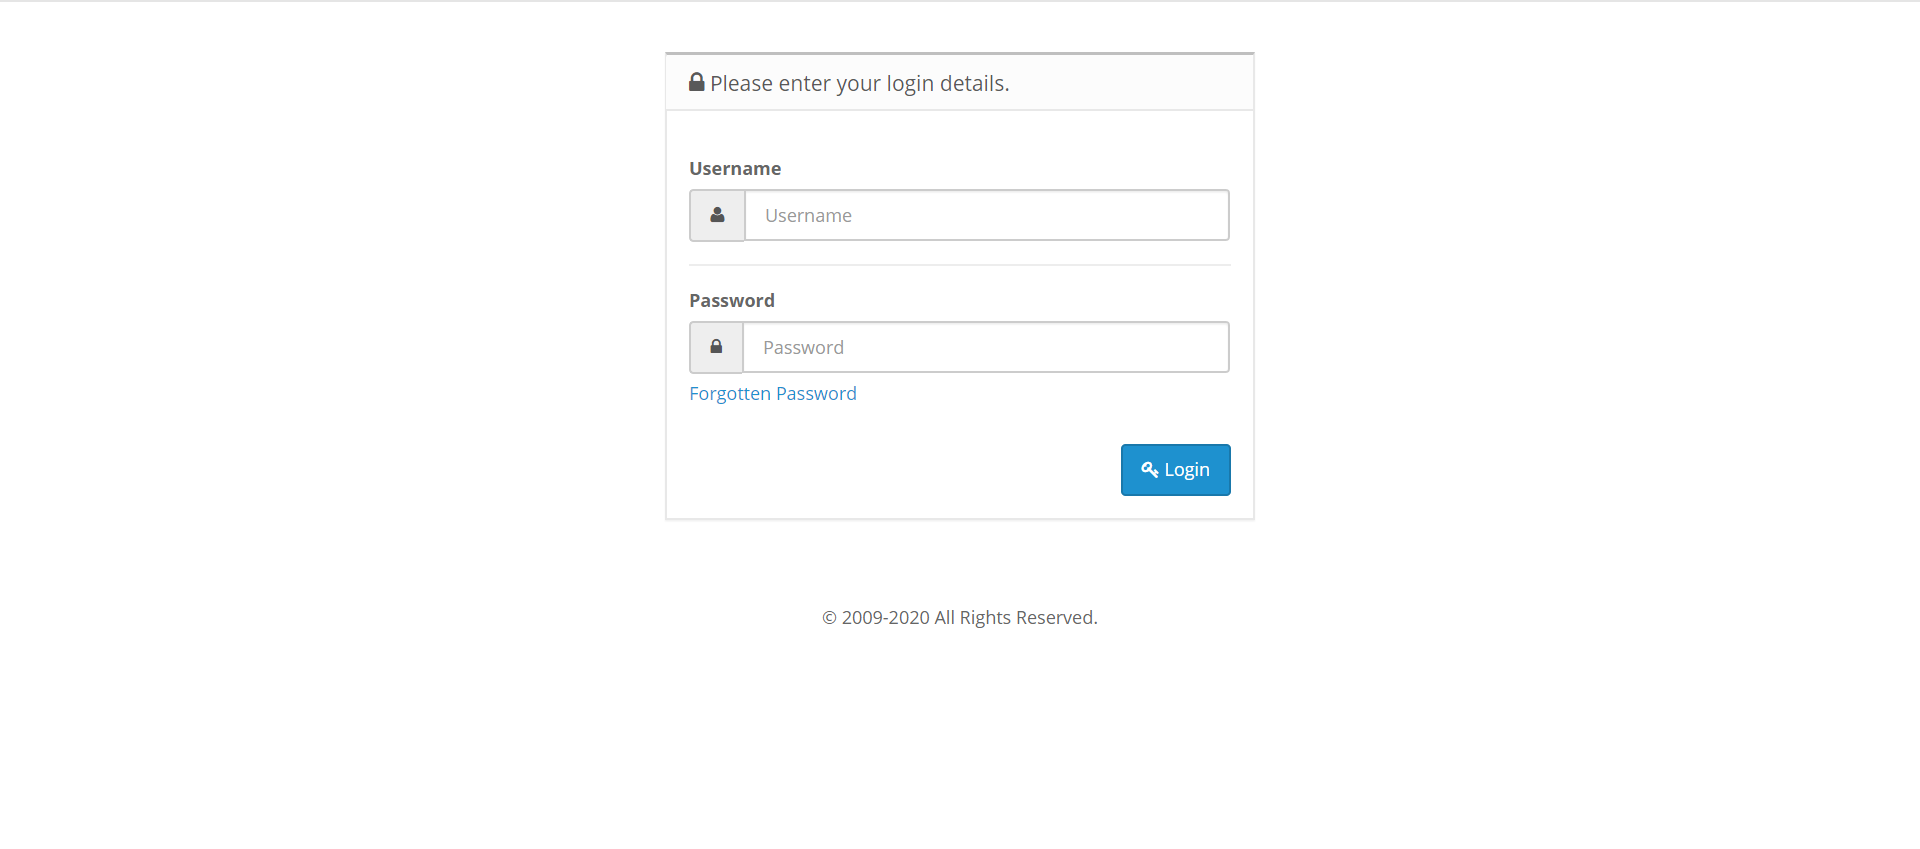 Please enter your login details.
Username
Username
Password
Password
Forgotten Password
Login
© 2009-2020 All Rights Reserved.